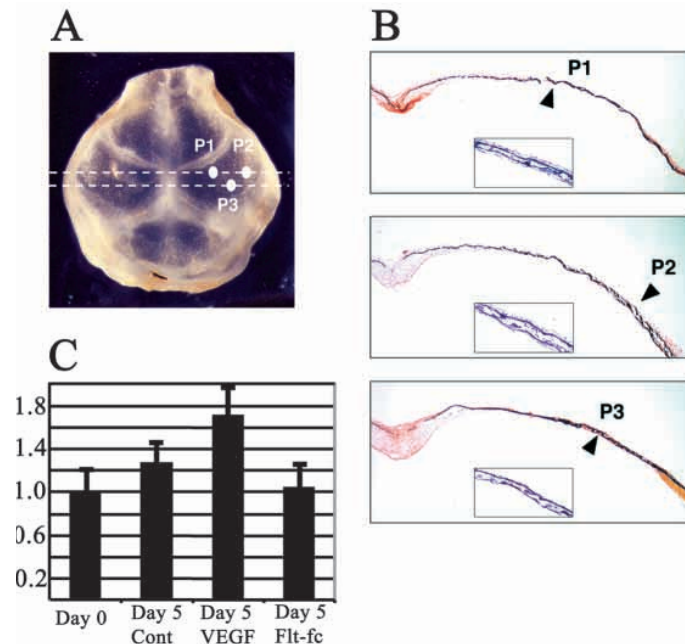 A
P1 P2
P3
B
P1
P2
P3
C
1.8
1.4
1.0
0.6
0.2
Day 0
Day 5
Cont
Day 5
VEGF
Day 5
Flt-fc